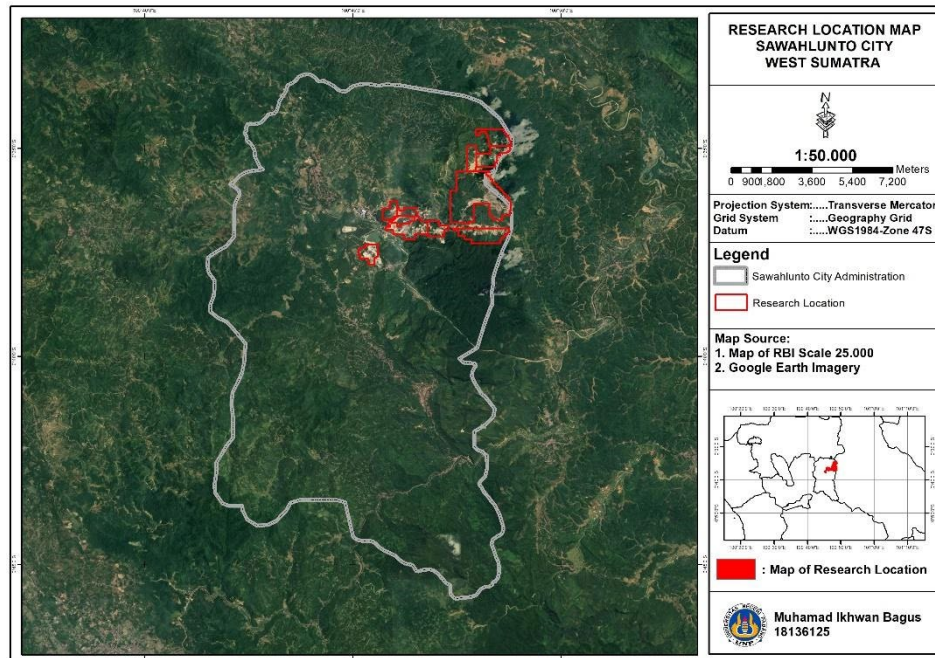 RESEARCH LOCATION MAP
SAWAHLUNTO CITY
WEST SUMATRA
N
1:50.000
Meters
0 900 1,800 3,600 5,400 7,200
Projection System:.....Transverse Mercator
Grid System :.....Geography Grid
Datum :.....WGS1984-Zone 47S
Legend
Sawahlunto City Administration
Research Location
Map Source:
1. Map of RBI Scale 25.000
2. Google Earth Imagery
: Map of Research Location
Muhamad Ikhwan Bagus
18136125